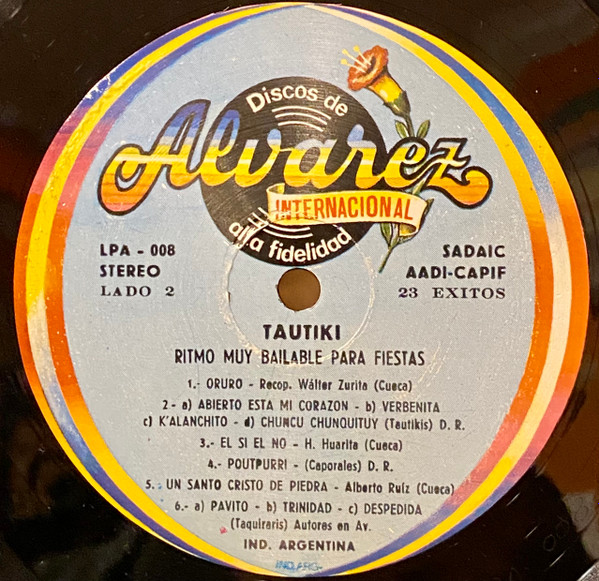 Discos de
Alvarez
INTERNACIONAL
alta fidelidad
LPA - 008
STEREO
LADO 2
SADAIC
AADI-CAPIF
23 EXITOS
TAUTIKI
RITMO MUY BAILABLE PARA FIESTAS
1.- ORURO - Recop. Wálter Zurita (Cueca)
2.- a) ABIERTO ESTA MI CORAZON - b) VERBENITA
c) K'ALANCHITO - d) CHUNCU CHUNQUITUY (Tautikis) D. R.
3.- EL SI EL NO - H. Huarita (Cueca)
4.- POUTPURRI - (Caporales) D. R.
5.- UN SANTO CRISTO DE PIEDRA - Alberto Ruíz (Cueca)
6.- a) PAVITO - b) TRINIDAD - c) DESPEDIDA
(Taquiraris) Autores en Av.
IND. ARGENTINA
IND. ARG.